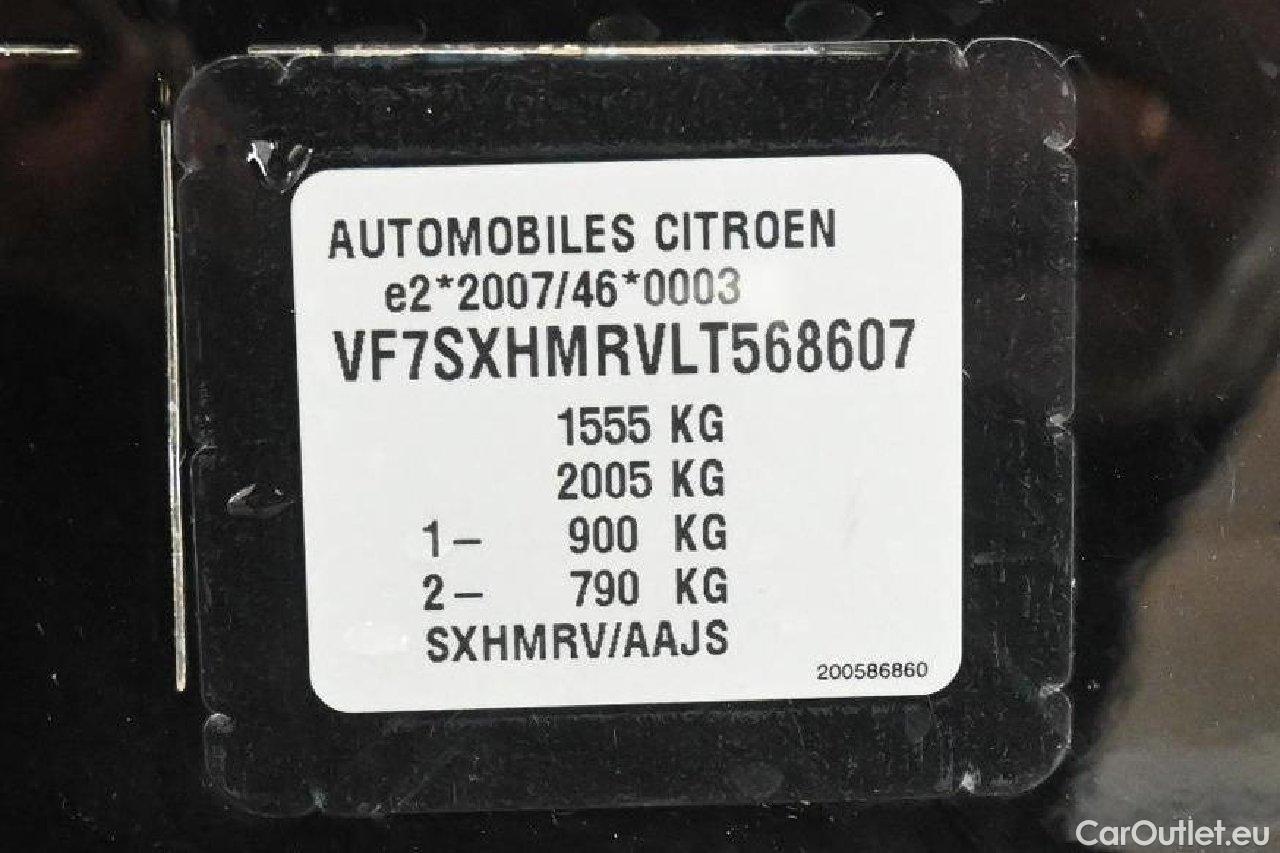 AUTOMOBILES CITROEN
e2*2007/46*0003
VF7SXHMRVLT568607
1555 KG
2005 KG
1– 900 KG
2– 790 KG
SXHMRV/AAJS
200586860
CarOutlet.eu